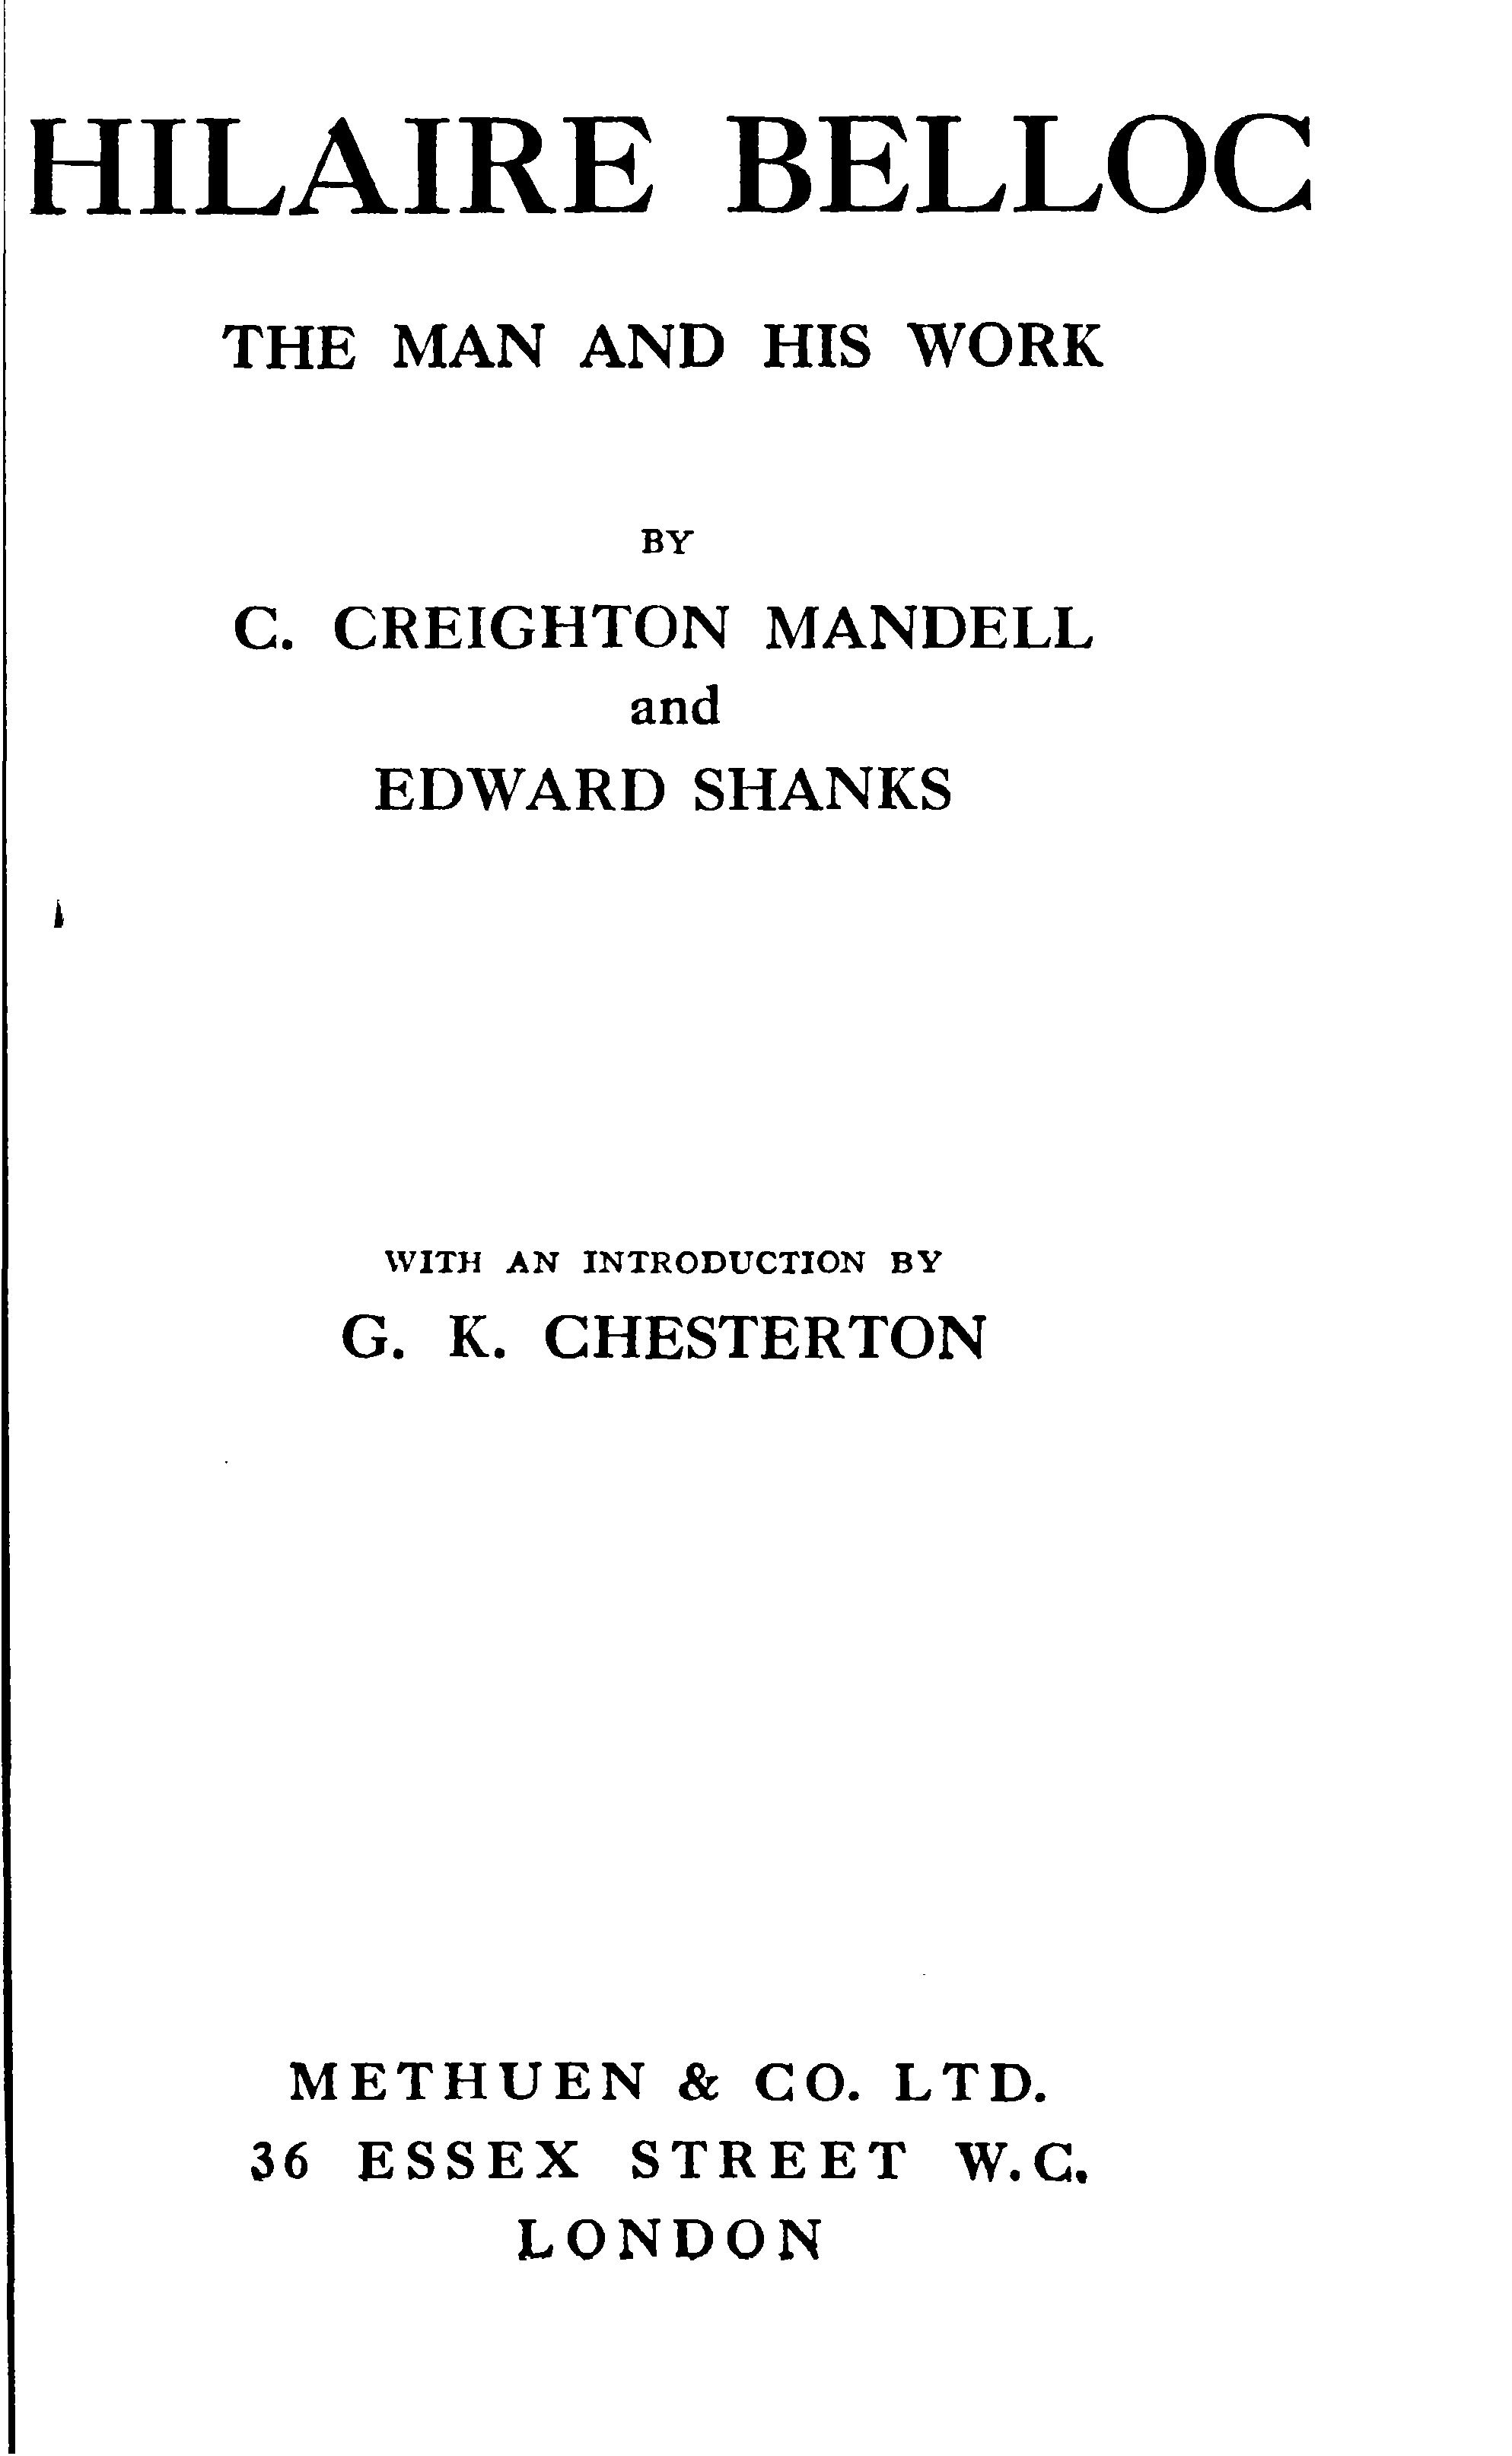 HILAIRE BELLOC
THE MAN AND HIS WORK
BY
C. CREIGHTON MANDELL
and
EDWARD SHANKS
WITH AN INTRODUCTION BY
G. K. CHESTERTON
METHUEN & CO. LTD.
36 ESSEX STREET W.C.
LONDON